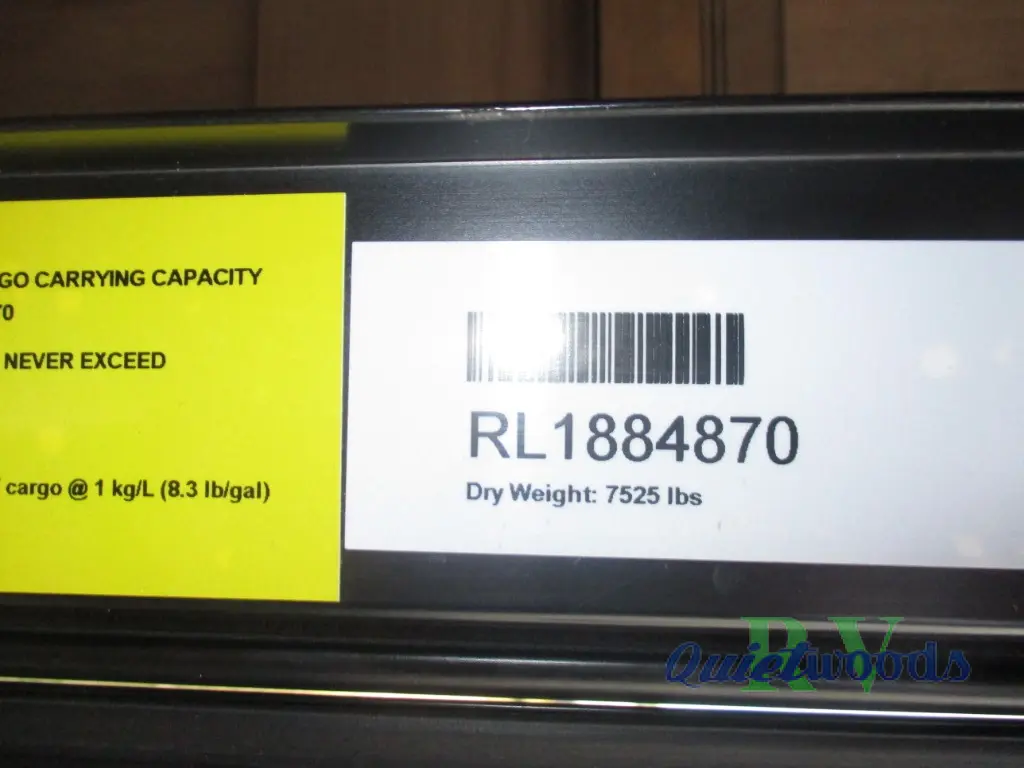 GO CARRYING CAPACITY
70
NEVER EXCEED
cargo @ 1 kg/L (8.3 lb/gal)
RL1884870
Dry Weight: 7525 lbs
Quietwoods
RV